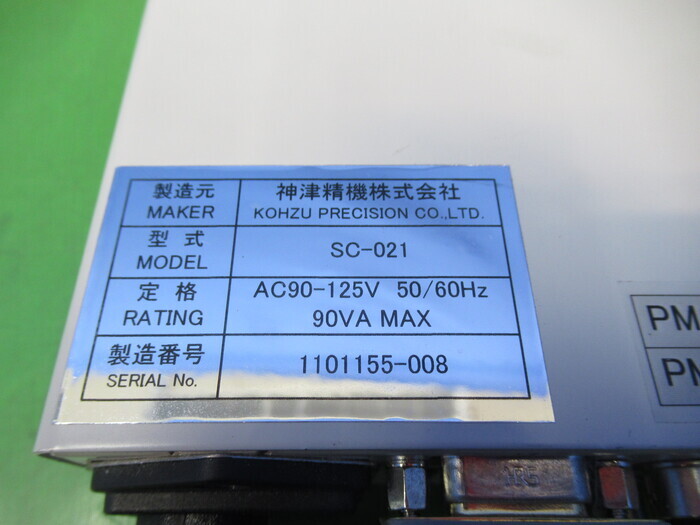 製造元 神津精機株式会社
MAKER KOHZU PRECISION CO.,LTD.
型式 SC-021
MODEL
定格 AC90-125V 50/60Hz
RATING 90VA MAX
製造番号 1101155-008
SERIAL No.
PM
PM